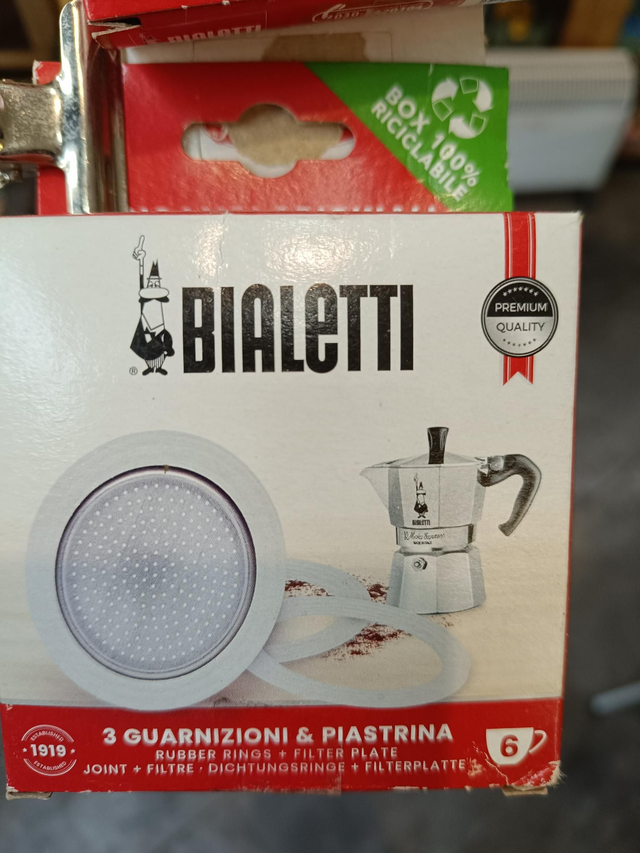 BIALETTI
BOX 100%
RICICLABILE
BIALETTI
®
PREMIUM
QUALITY
BIALETTI
3 GUARNIZIONI & PIASTRINA
RUBBER RINGS + FILTER PLATE
JOINT + FILTRE · DICHTUNGSRINGE + FILTERPLATTE
ESTABLISHED
1919
ESTABLISHED
6